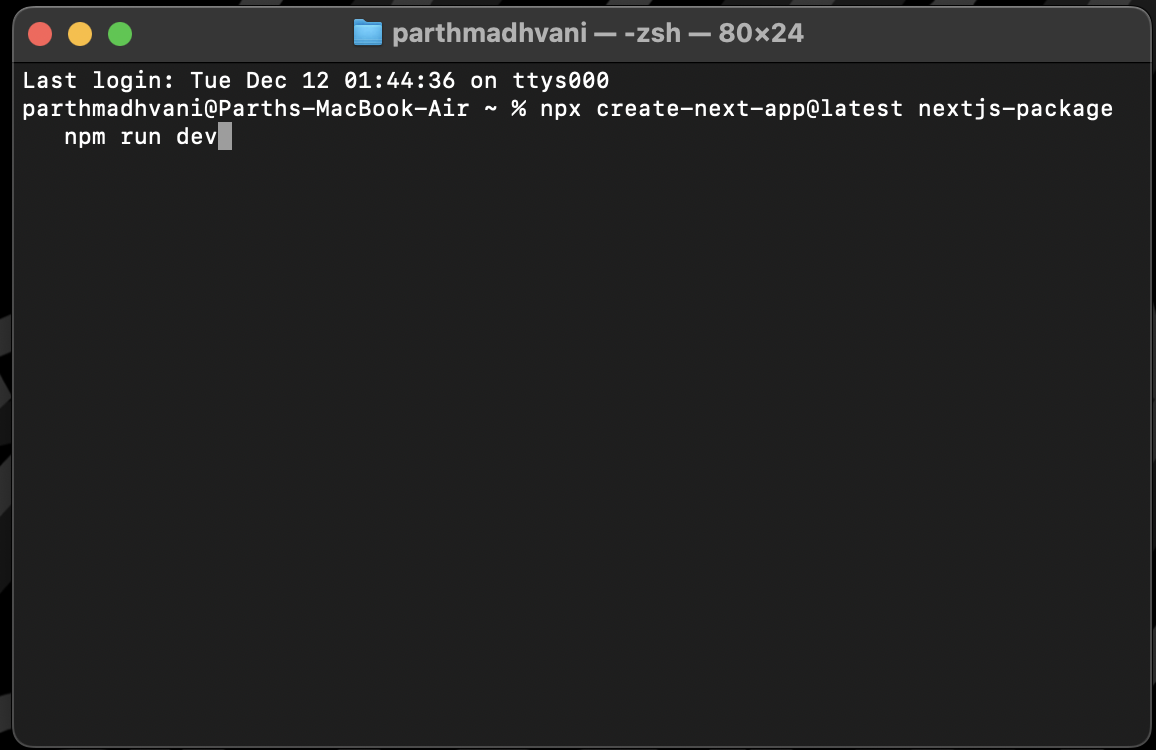 parthmadhvani — -zsh — 80×24
Last login: Tue Dec 12 01:44:36 on ttys000
parthmadhvani@Parths-MacBook-Air ~ % npx create-next-app@latest nextjs-package
npm run dev